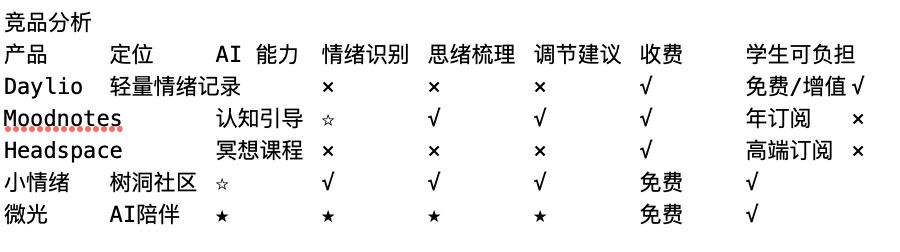 竞品分析
产品 定位 AI 能力 情绪识别 思绪梳理 调节建议 收费 学生可负担
Daylio 轻量情绪记录 × × × √ 免费/增值 √
Moodnotes 认知引导 ☆ √ √ √ 年订阅 ×
Headspace 冥想课程 × × × √ 高端订阅 ×
小情绪 树洞社区 ☆ √ √ √ 免费 √
微光 AI陪伴 ★ ★ ★ ★ 免费 √